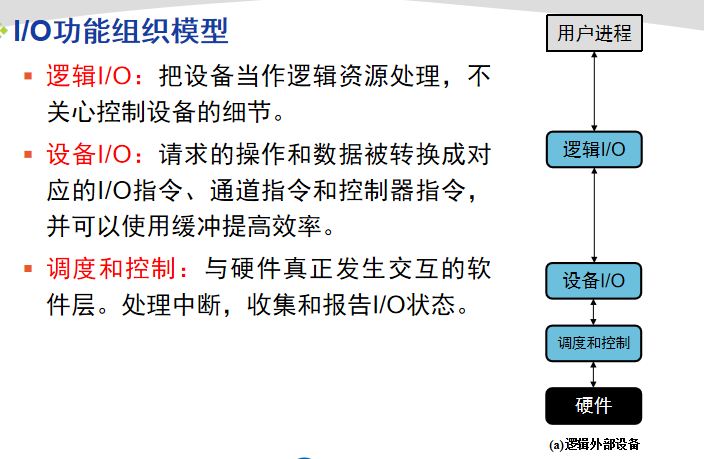 I/O功能组织模型
逻辑I/O：把设备当作逻辑资源处理，不
关心控制设备的细节。
设备I/O：请求的操作和数据被转换成对
应的I/O指令、通道指令和控制器指令，
并可以使用缓冲提高效率。
调度和控制：与硬件真正发生交互的软
件层。处理中断，收集和报告I/O状态。
用户进程
逻辑I/O
设备I/O
调度和控制
硬件
(a)逻辑外部设备